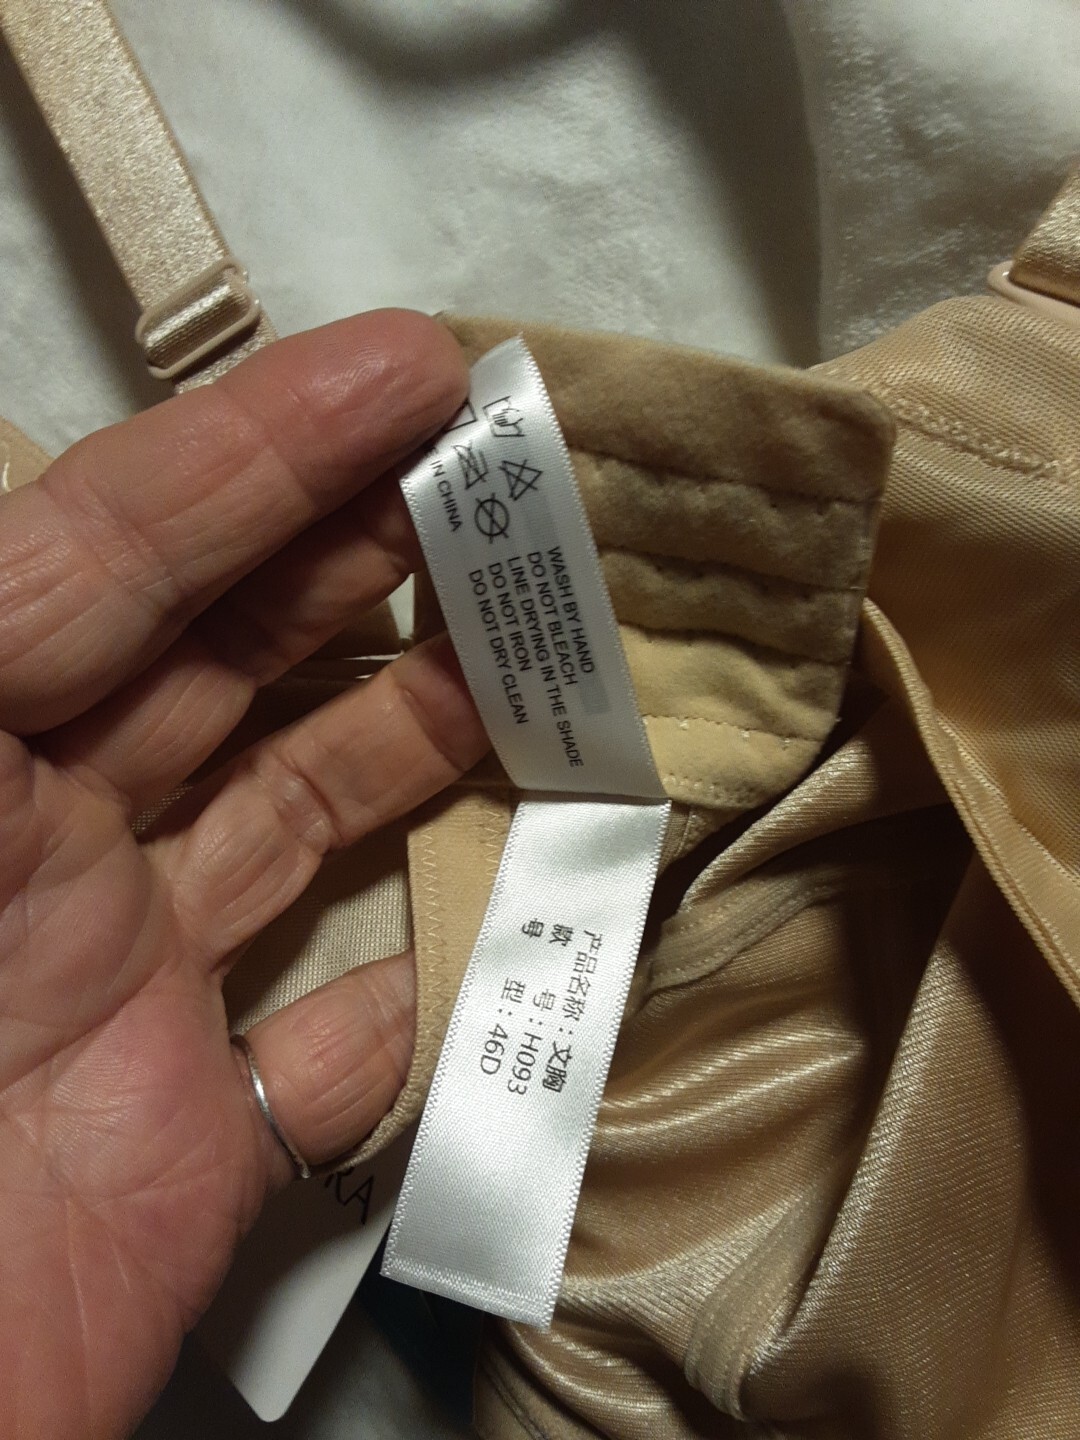 WASH BY HAND
DO NOT BLEACH
LINE DRYING IN THE SHADE
DO NOT IRON
DO NOT DRY CLEAN
IN CHINA
产品名称：文胸
款 号：H093
号 型：46D
RA